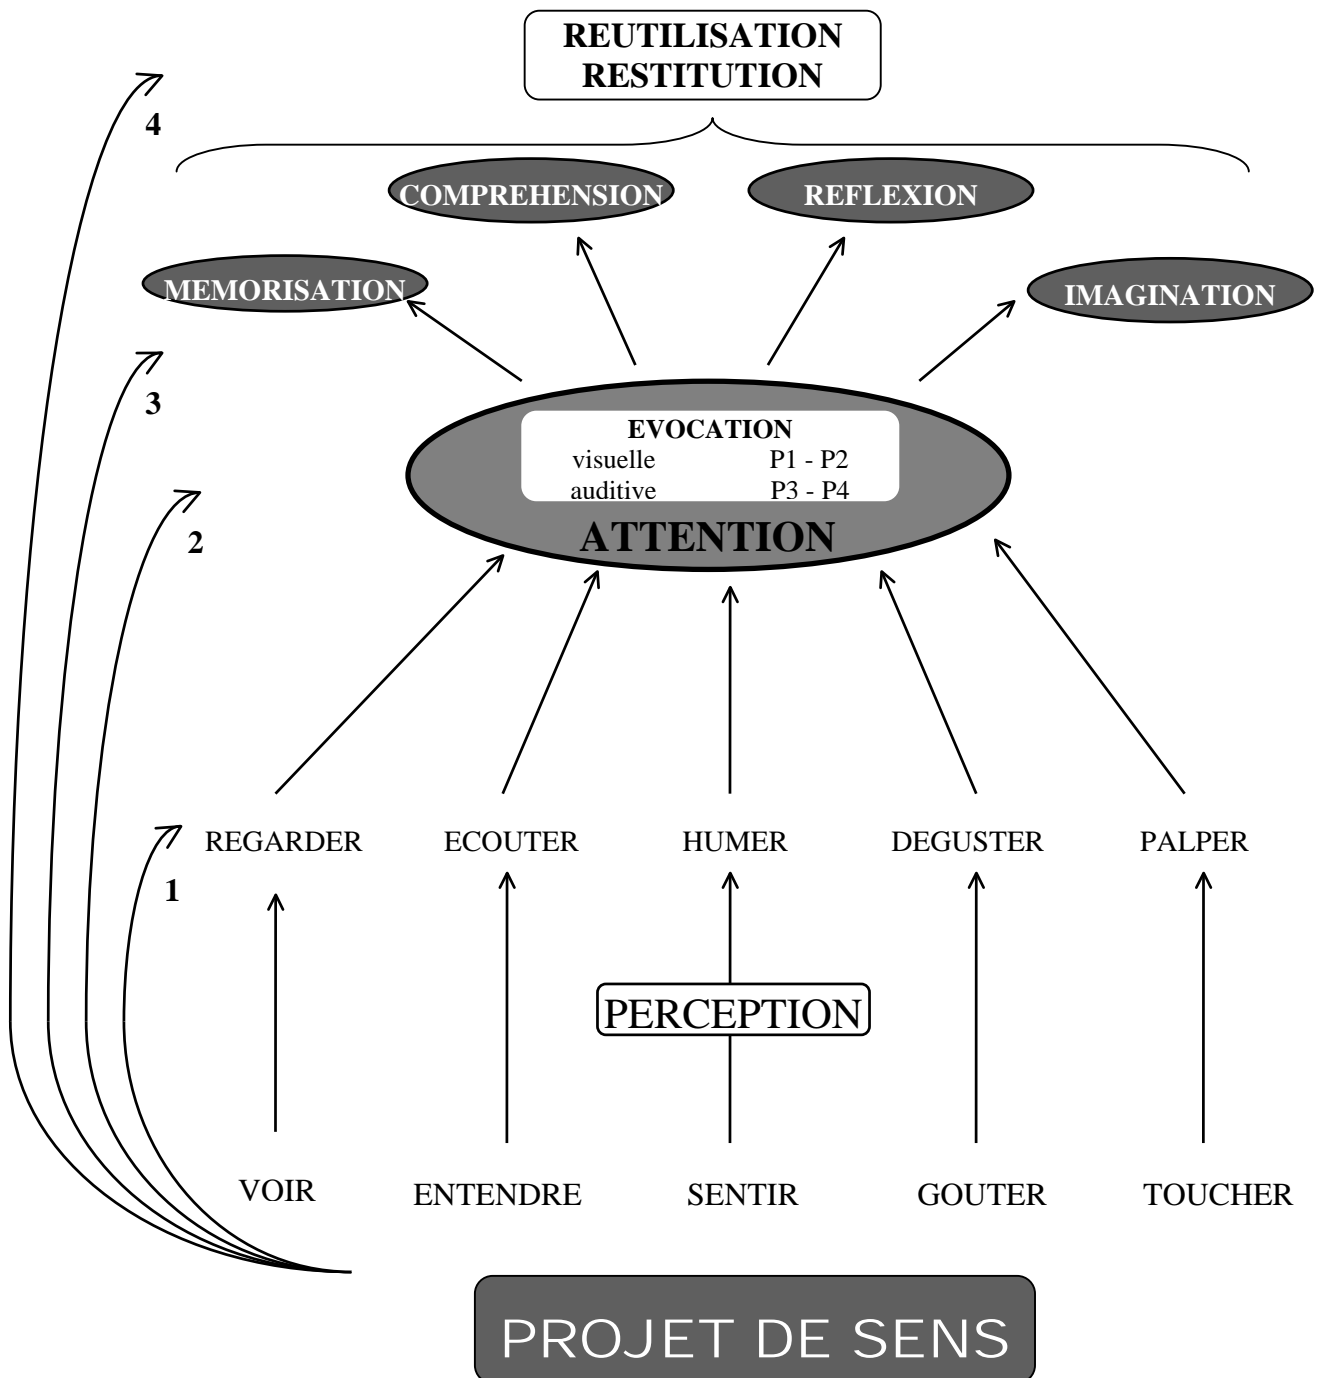 REUTILISATION
RESTITUTION
4
COMPREHENSION
REFLEXION
MEMORISATION
IMAGINATION
3
EVOCATION
visuelle P1 - P2
auditive P3 - P4
2
ATTENTION
REGARDER ECOUTER HUMER DEGUSTER PALPER
1
PERCEPTION
VOIR ENTENDRE SENTIR GOUTER TOUCHER
PROJET DE SENS